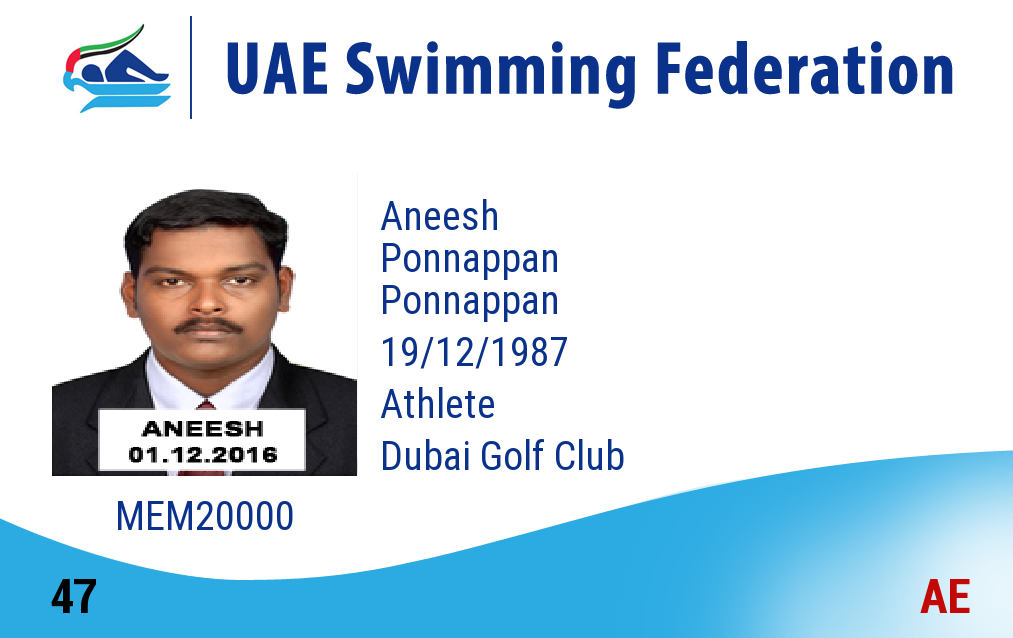 UAE Swimming Federation
Aneesh
Ponnappan
Ponnappan
19/12/1987
Athlete
Dubai Golf Club
ANEESH
01.12.2016
MEM20000
47
AE